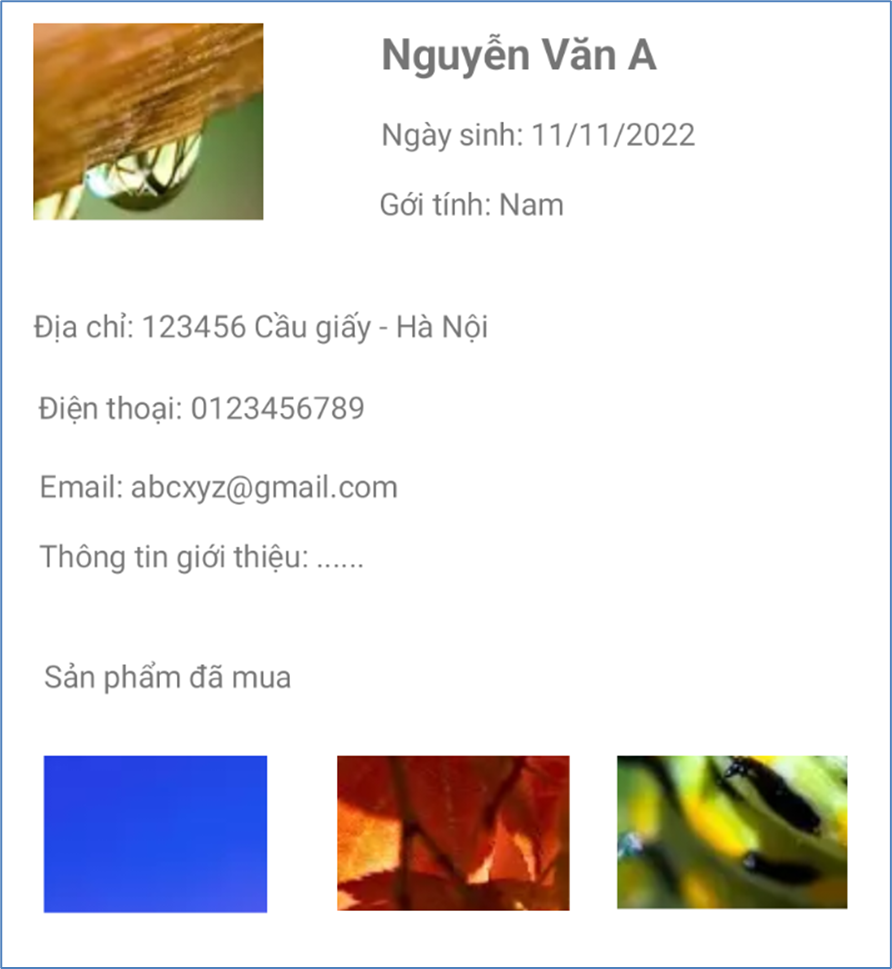 Nguyễn Văn A
Ngày sinh: 11/11/2022
Gới tính: Nam
Địa chỉ: 123456 Cầu giấy - Hà Nội
Điện thoại: 0123456789
Email: abcxyz@gmail.com
Thông tin giới thiệu: ......
Sản phẩm đã mua